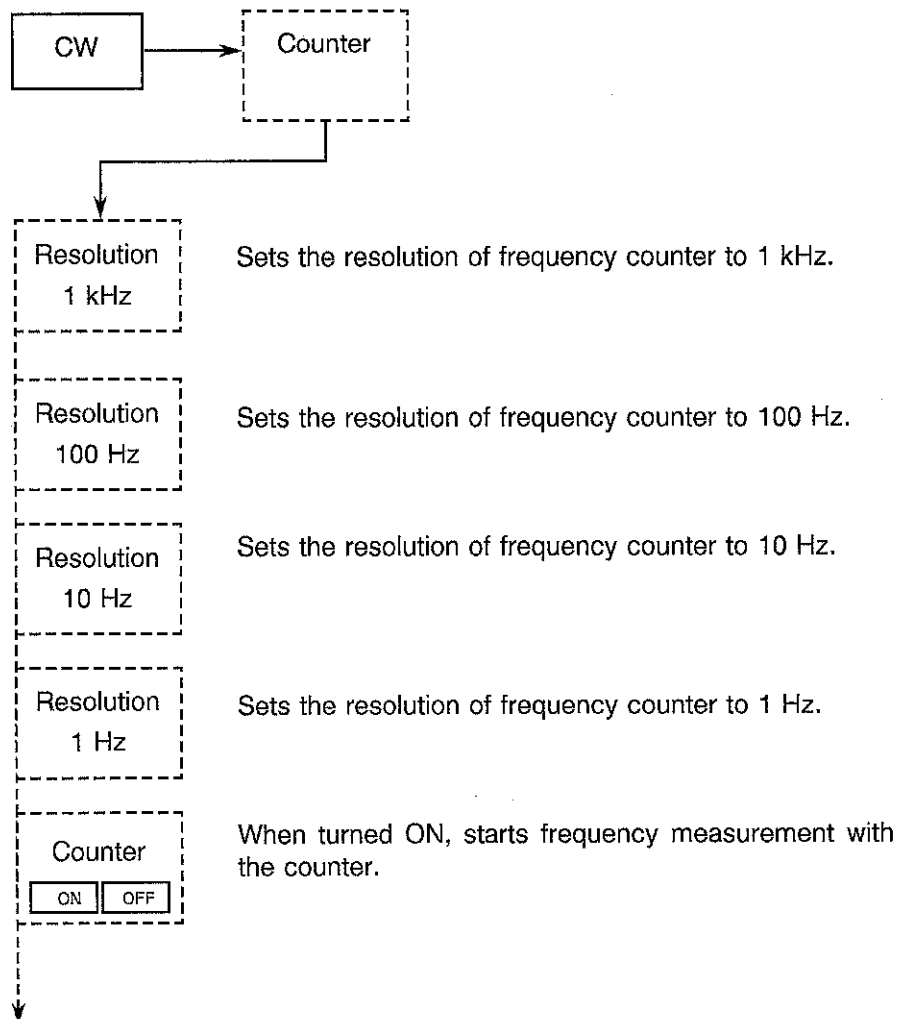 CW
Counter
Resolution
1 kHz
Sets the resolution of frequency counter to 1 kHz.
Resolution
100 Hz
Sets the resolution of frequency counter to 100 Hz.
Resolution
10 Hz
Sets the resolution of frequency counter to 10 Hz.
Resolution
1 Hz
Sets the resolution of frequency counter to 1 Hz.
Counter
ON OFF
When turned ON, starts frequency measurement with
the counter.